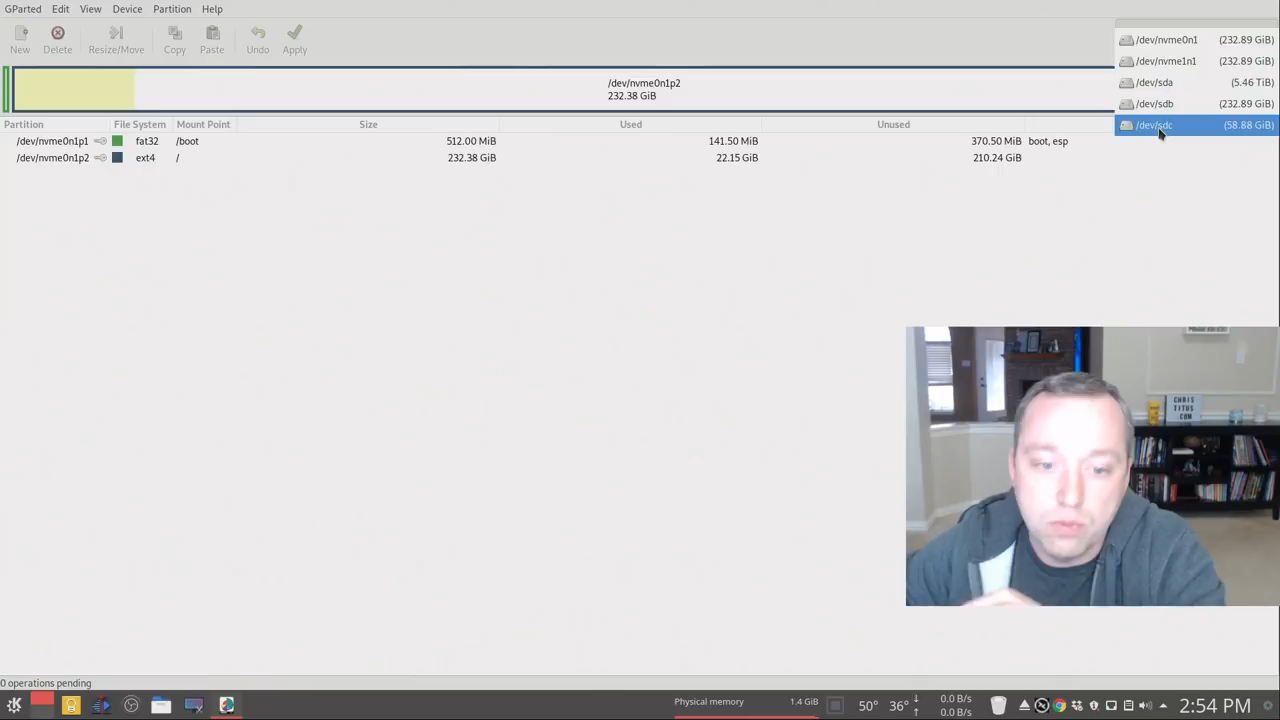 GParted Edit View Device Partition Help
New Delete Resize/Move Copy Paste Undo Apply
/dev/nvme0n1 (232.89 GiB)
/dev/nvme1n1 (232.89 GiB)
/dev/sda (5.46 TiB)
/dev/sdb (232.89 GiB)
/dev/sdc (58.88 GiB)
/dev/nvme0n1p2
232.38 GiB
Partition File System Mount Point Size Used Unused
/dev/nvme0n1p1 fat32 /boot 512.00 MiB 141.50 MiB 370.50 MiB boot, esp
/dev/nvme0n1p2 ext4 / 232.38 GiB 22.15 GiB 210.24 GiB
CHRIS
TITUS
COM
0 operations pending
Physical memory 1.4 GiB 50° 36° 0.0 B/s
0.0 B/s
2:54 PM